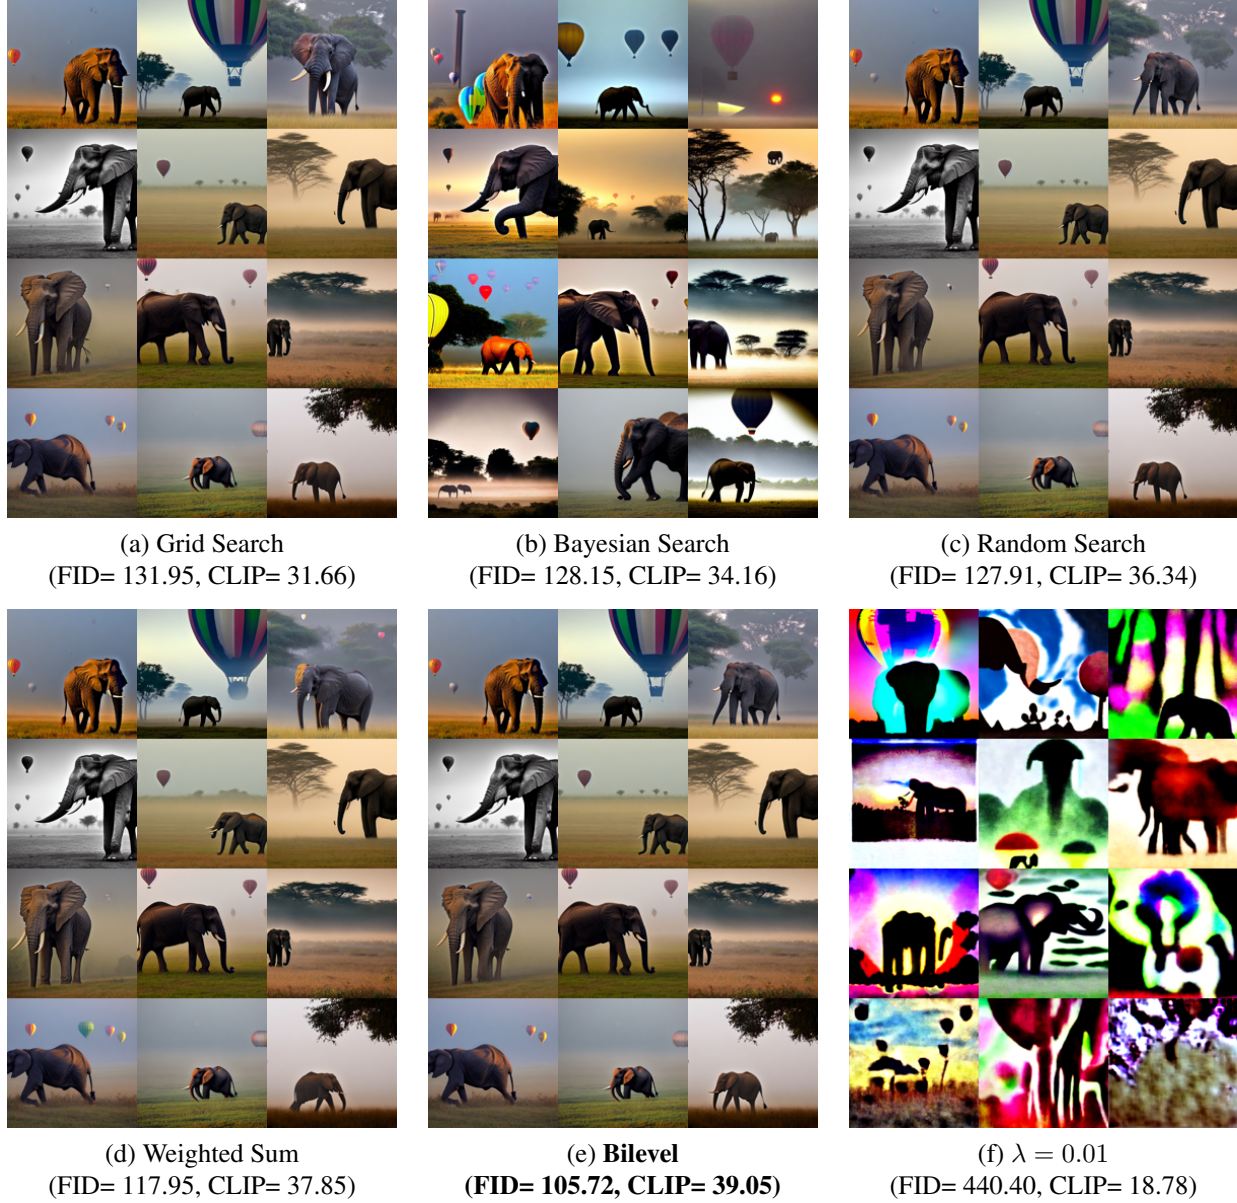 (a) Grid Search
(FID= 131.95, CLIP= 31.66)
(b) Bayesian Search
(FID= 128.15, CLIP= 34.16)
(c) Random Search
(FID= 127.91, CLIP= 36.34)
(d) Weighted Sum
(FID= 117.95, CLIP= 37.85)
(e) Bilevel
(FID= 105.72, CLIP= 39.05)
(f) λ = 0.01
(FID= 440.40, CLIP= 18.78)